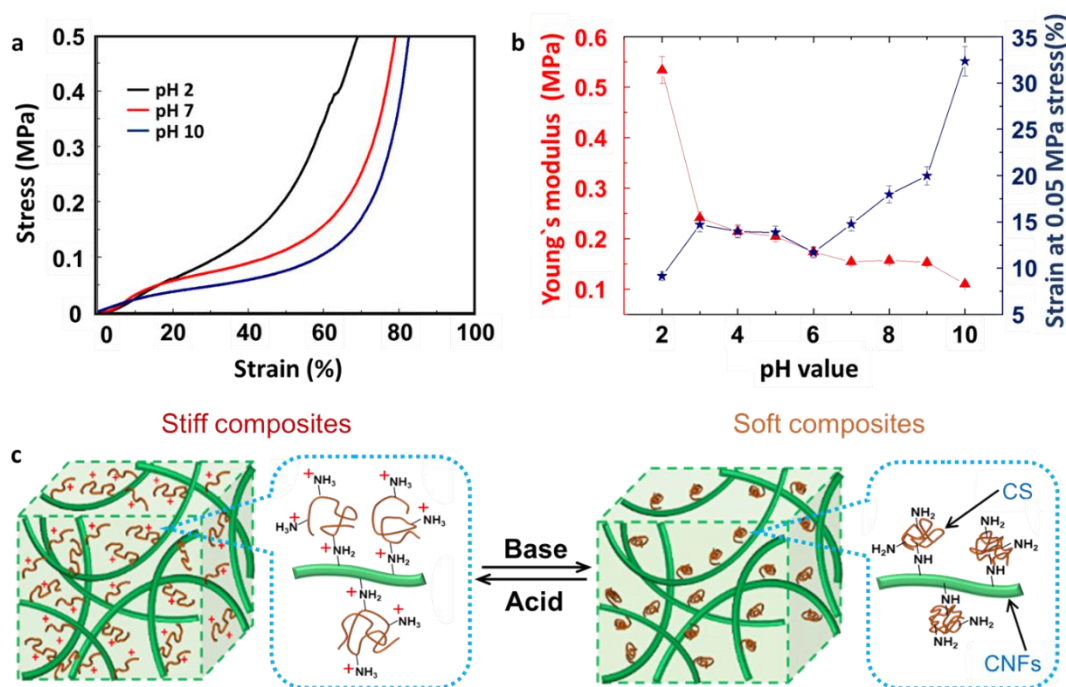 a
0.5
0.4
0.3
0.2
0.1
0
Stress (MPa)
pH 2
pH 7
pH 10
0 20 40 60 80 100
Strain (%)
b
0.6
0.5
0.4
0.3
0.2
0.1
Young`s modulus (MPa)
35
30
25
20
15
10
5
Strain at 0.05 MPa stress(%)
2 4 6 8 10
pH value
Stiff composites
Soft composites
c
+ + + + + + + + + + + + + +
+ +
NH3 NH3
+ +
H3N NH3
+ +
NH2 NH2
NH2
+
+ +
NH3
+
NH3
Base
Acid
NH2
CS
NH2
H2N NH2
NH NH
NH
NH2
NH2
CNFs